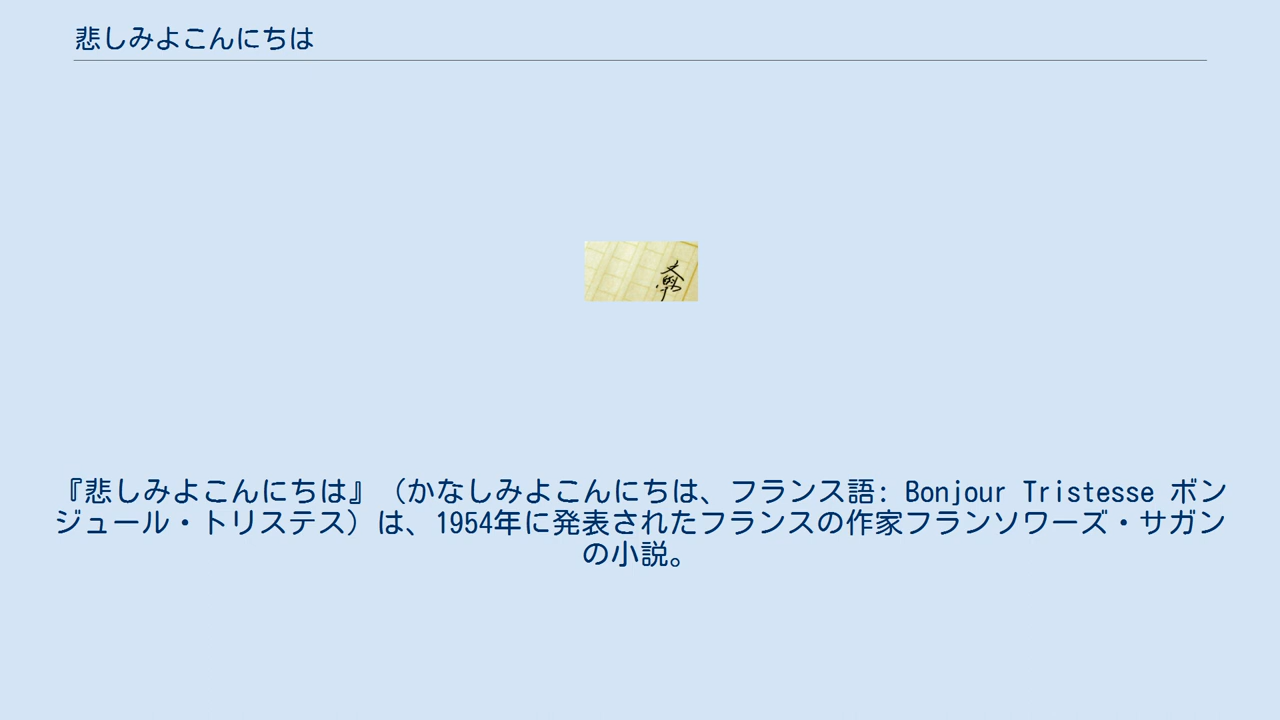 悲しみよこんにちは
『悲しみよこんにちは』（かなしみよこんにちは、フランス語: Bonjour Tristesse ボン
ジュール・トリステス）は、1954年に発表されたフランスの作家フランソワーズ・サガン
の小説。